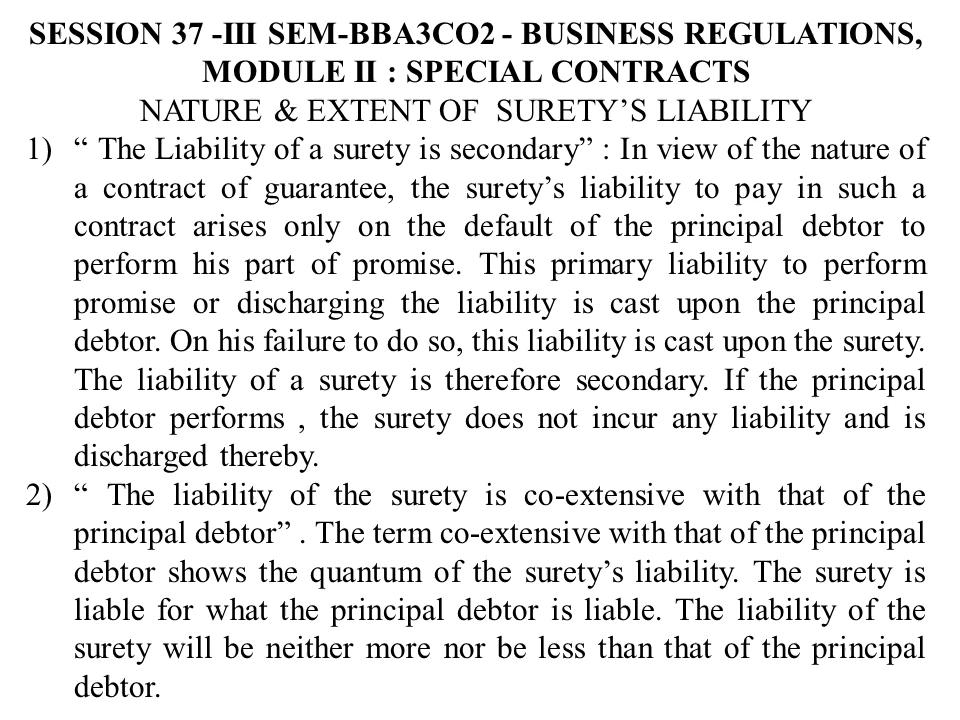 SESSION 37 -III SEM-BBA3CO2 - BUSINESS REGULATIONS,
MODULE II : SPECIAL CONTRACTS
NATURE & EXTENT OF SURETY’S LIABILITY
1) “ The Liability of a surety is secondary” : In view of the nature of
a contract of guarantee, the surety’s liability to pay in such a
contract arises only on the default of the principal debtor to
perform his part of promise. This primary liability to perform
promise or discharging the liability is cast upon the principal
debtor. On his failure to do so, this liability is cast upon the surety.
The liability of a surety is therefore secondary. If the principal
debtor performs , the surety does not incur any liability and is
discharged thereby.
2) “ The liability of the surety is co-extensive with that of the
principal debtor” . The term co-extensive with that of the principal
debtor shows the quantum of the surety’s liability. The surety is
liable for what the principal debtor is liable. The liability of the
surety will be neither more nor be less than that of the principal
debtor.